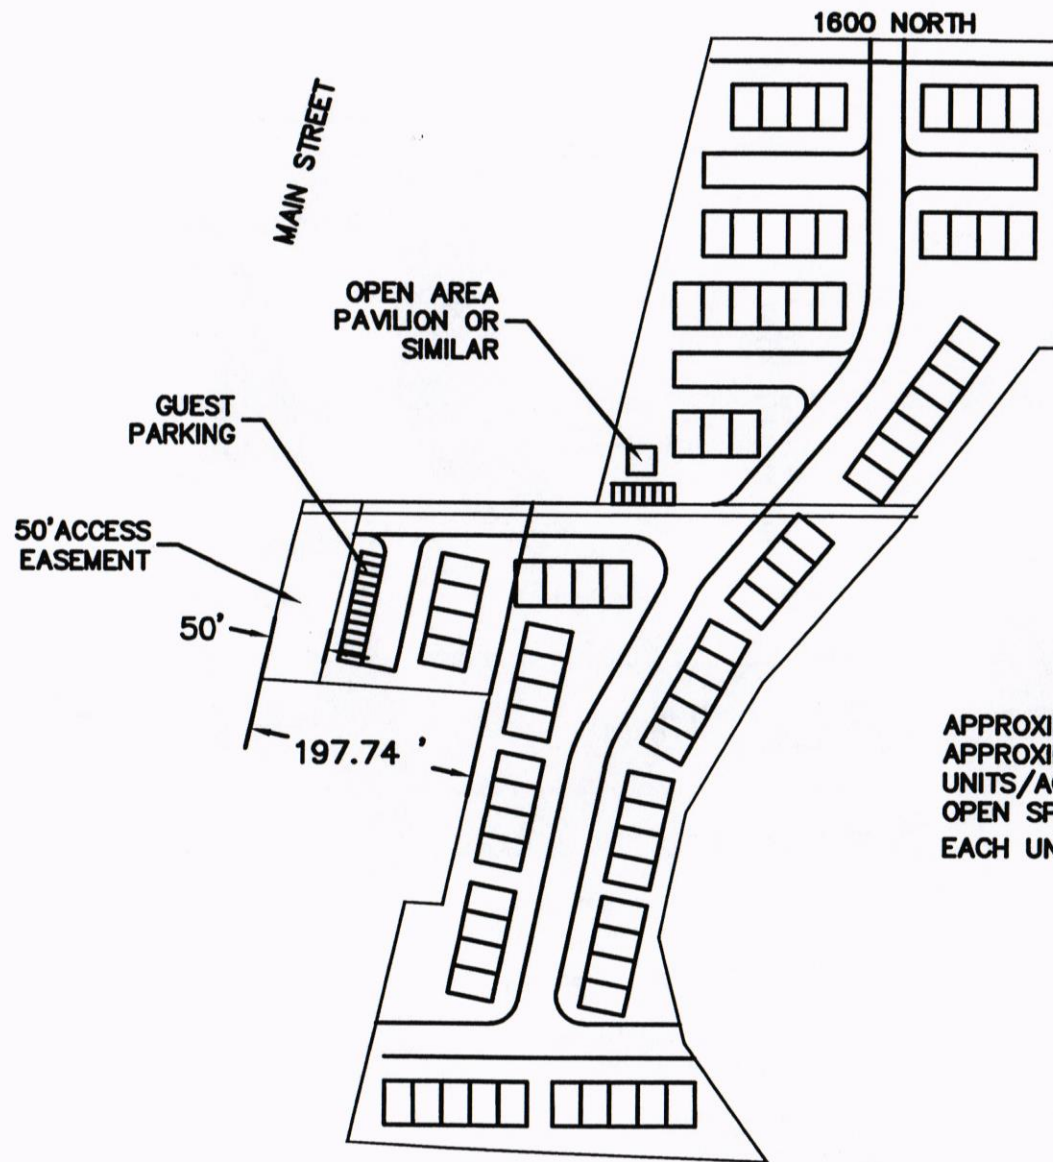 1600 NORTH
MAIN STREET
OPEN AREA
PAVILION OR
SIMILAR
GUEST
PARKING
50'ACCESS
EASEMENT
50'
197.74 '
APPROXI
APPROXI
UNITS/A
OPEN SP
EACH UN